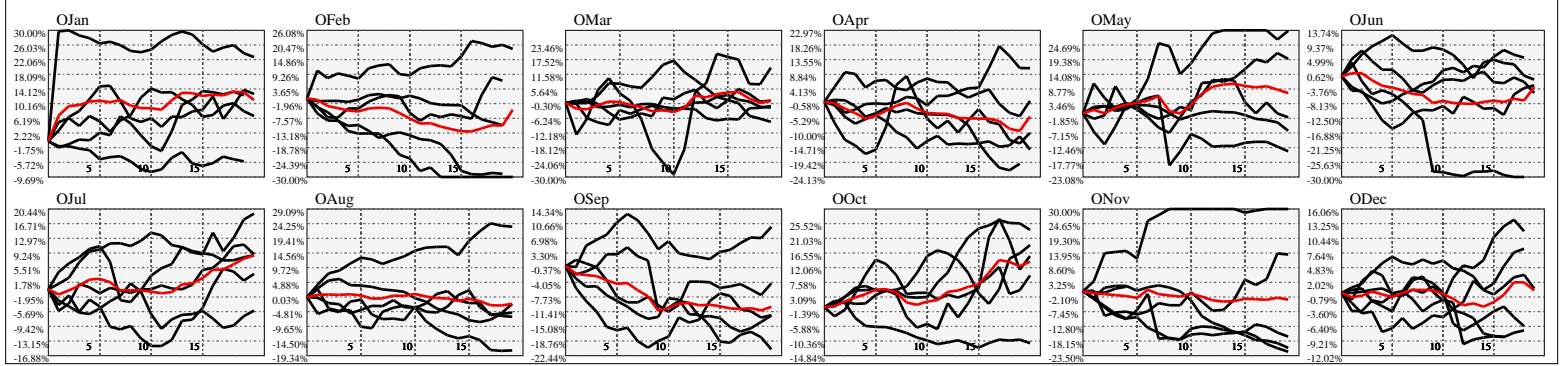 OJan OFeb OMar OApr OMay OJun
30.00% 26.08% 22.97% 13.74%
26.03% 20.47% 23.46% 18.26% 24.69% 9.37%
22.06% 14.86% 17.52% 13.55% 19.38% 4.99%
18.09% 9.26% 11.58% 8.84% 14.08% 0.62%
14.12% 3.65% 5.64% 4.13% 8.77% -3.76%
10.16% -1.96% -0.30% -0.58% 3.46% -8.13%
6.19% -7.57% -6.24% -5.29% -1.85% -12.50%
2.22% -13.18% -12.18% -10.00% -7.15% -16.88%
-1.75% -18.78% -18.12% -14.71% -12.46% -21.25%
-5.72% -24.39% -24.06% -19.42% -17.77% -25.63%
-9.69% -30.00% -30.00% -24.13% -23.08% -30.00%
5 10 15 5 10 15 5 10 15 5 10 15 5 10 15 5 10 15
OJul OAug OSep OOct ONov ODec
20.44% 29.09% 14.34% 30.00% 16.06%
16.71% 24.25% 10.66% 25.52% 24.65% 13.25%
12.97% 19.41% 6.98% 21.03% 19.30% 10.44%
9.24% 14.56% 3.30% 16.55% 13.95% 7.64%
5.51% 9.72% -0.37% 12.06% 8.60% 4.83%
1.78% 4.88% -4.05% 7.58% 3.25% 2.02%
-1.95% 0.03% -7.73% 3.09% -2.10% -0.79%
-5.69% -4.81% -11.41% -1.39% -7.45% -3.60%
-9.42% -9.65% -15.08% -5.88% -12.80% -6.40%
-13.15% -14.50% -18.76% -10.36% -18.15% -9.21%
-16.88% -19.34% -22.44% -14.84% -23.50% -12.02%
5 10 15 5 10 15 5 10 15 5 10 15 5 10 15 5 10 15